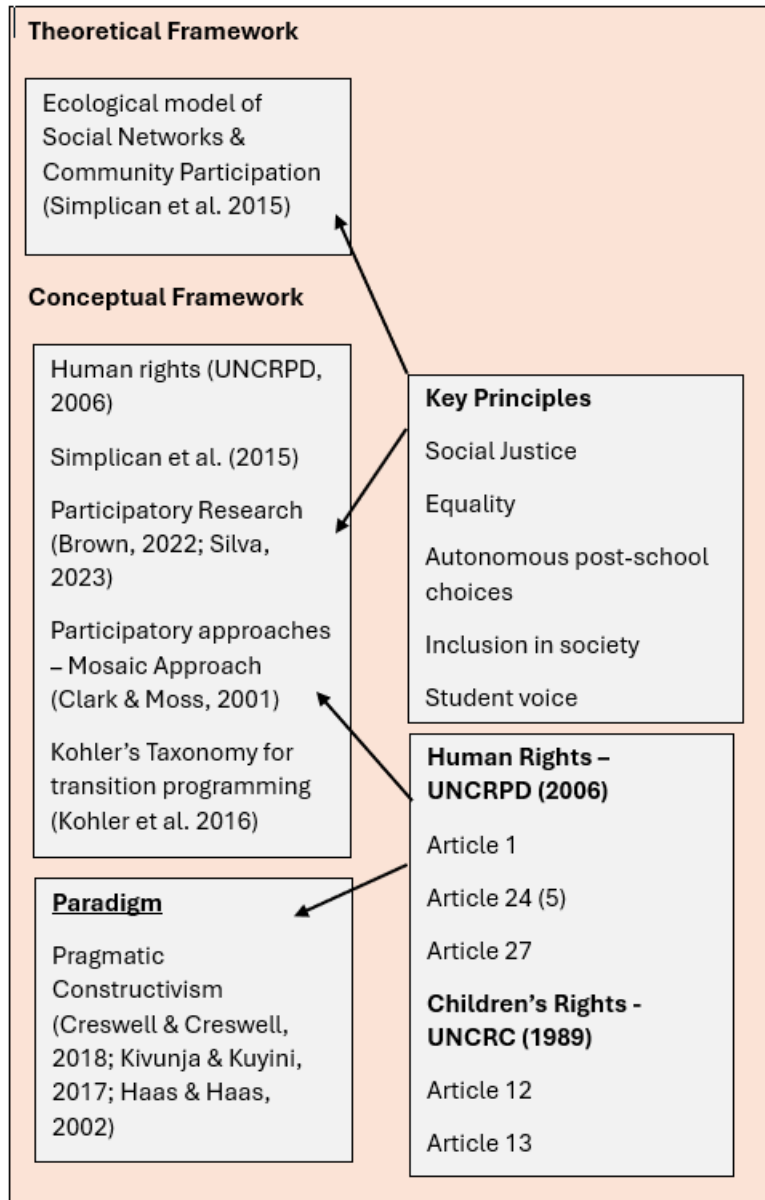 Theoretical Framework
Ecological model of
Social Networks &
Community Participation
(Simplican et al. 2015)
Conceptual Framework
Human rights (UNCRPD,
2006)
Simplican et al. (2015)
Participatory Research
(Brown, 2022; Silva,
2023)
Participatory approaches
– Mosaic Approach
(Clark & Moss, 2001)
Kohler’s Taxonomy for
transition programming
(Kohler et al. 2016)
Key Principles
Social Justice
Equality
Autonomous post-school
choices
Inclusion in society
Student voice
Human Rights –
UNCRPD (2006)
Article 1
Article 24 (5)
Article 27
Children’s Rights -
UNCRC (1989)
Article 12
Article 13
Paradigm
Pragmatic
Constructivism
(Creswell & Creswell,
2018; Kivunja & Kuyini,
2017; Haas & Haas,
2002)